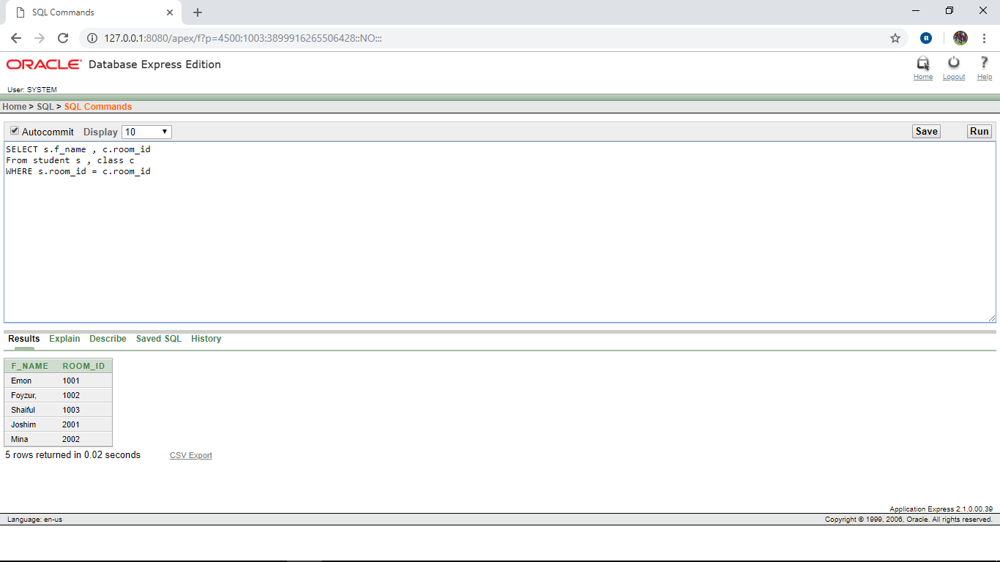 SQL Commands
127.0.0.1:8080/apex/f?p=4500:1003:3899916265506428::NO:::
ORACLE Database Express Edition
Home Logout Help
User: SYSTEM
Home > SQL > SQL Commands
Autocommit Display 10 Save Run
SELECT s.f_name , c.room_id
From student s , class c
WHERE s.room_id = c.room_id
Results Explain Describe Saved SQL History
F_NAME ROOM_ID
Emon 1001
Foyzur, 1002
Shaiful 1003
Joshim 2001
Mina 2002
5 rows returned in 0.02 seconds CSV Export
Application Express 2.1.0.00.39
Language: en-us Copyright © 1999, 2006, Oracle. All rights reserved.